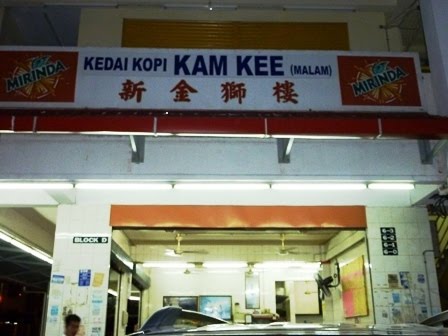 MIRINDA
KEDAI KOPI KAM KEE (MALAM)
新金獅樓
MIRINDA
BLOCK D